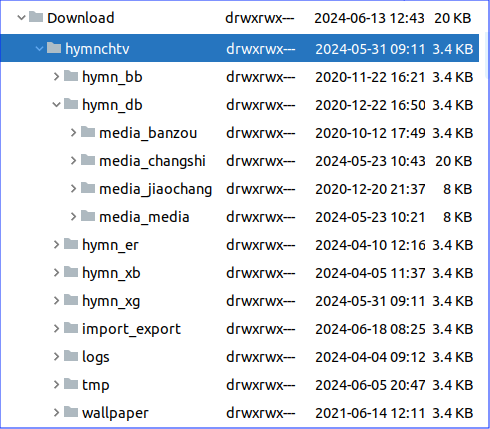 Download drwxrwx--- 2024-06-13 12:43 20 KB
hymnchtv drwxrwx--- 2024-05-31 09:11 3.4 KB
hymn_bb drwxrwx--- 2020-11-22 16:21 3.4 KB
hymn_db drwxrwx--- 2020-12-22 16:50 3.4 KB
media_banzou drwxrwx--- 2020-10-12 17:49 3.4 KB
media_changshi drwxrwx--- 2024-05-23 10:43 20 KB
media_jiaochang drwxrwx--- 2020-12-20 21:37 8 KB
media_media drwxrwx--- 2024-05-23 10:21 8 KB
hymn_er drwxrwx--- 2024-04-10 12:16 3.4 KB
hymn_xb drwxrwx--- 2024-04-05 11:37 3.4 KB
hymn_xg drwxrwx--- 2024-05-31 09:11 3.4 KB
import_export drwxrwx--- 2024-06-18 08:25 3.4 KB
logs drwxrwx--- 2024-04-04 09:12 3.4 KB
tmp drwxrwx--- 2024-06-05 20:47 3.4 KB
wallpaper drwxrwx--- 2021-06-14 12:11 3.4 KB